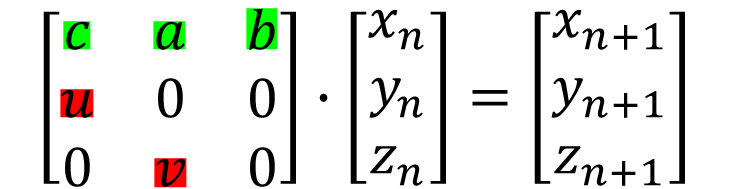 c a b x_n x_{n+1}
u 0 0 · y_n = y_{n+1}
0 v 0 z_n z_{n+1}